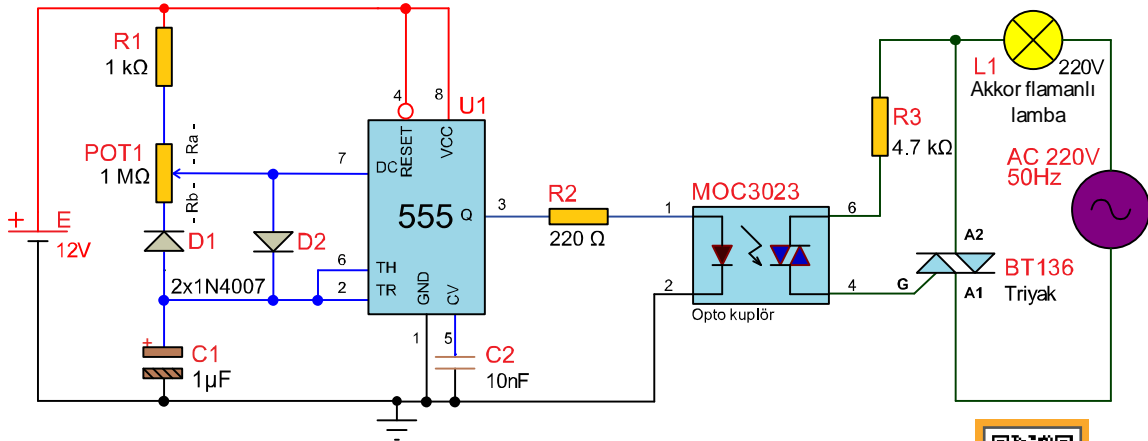 R1
1 kΩ
POT1
1 MΩ
- Ra -
- Rb -
E
12V
+
D1
D2
2x1N4007
+
C1
1µF
4
8
U1
RESET
VCC
7
DC
555
Q
3
6
TH
2
TR
GND
CV
1
5
C2
10nF
R2
220 Ω
MOC3023
1
2
6
4
Opto kuplör
R3
4.7 kΩ
L1
220V
Akkor flamanlı
lamba
AC 220V
50Hz
A2
A1
G
BT136
Triyak